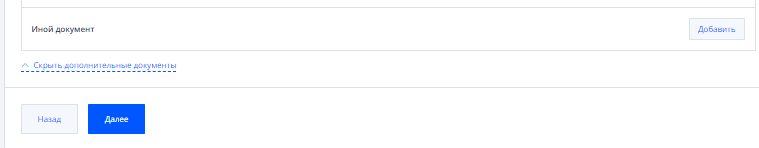 Иной документ
Добавить
Скрыть дополнительные документы
Назад
Далее